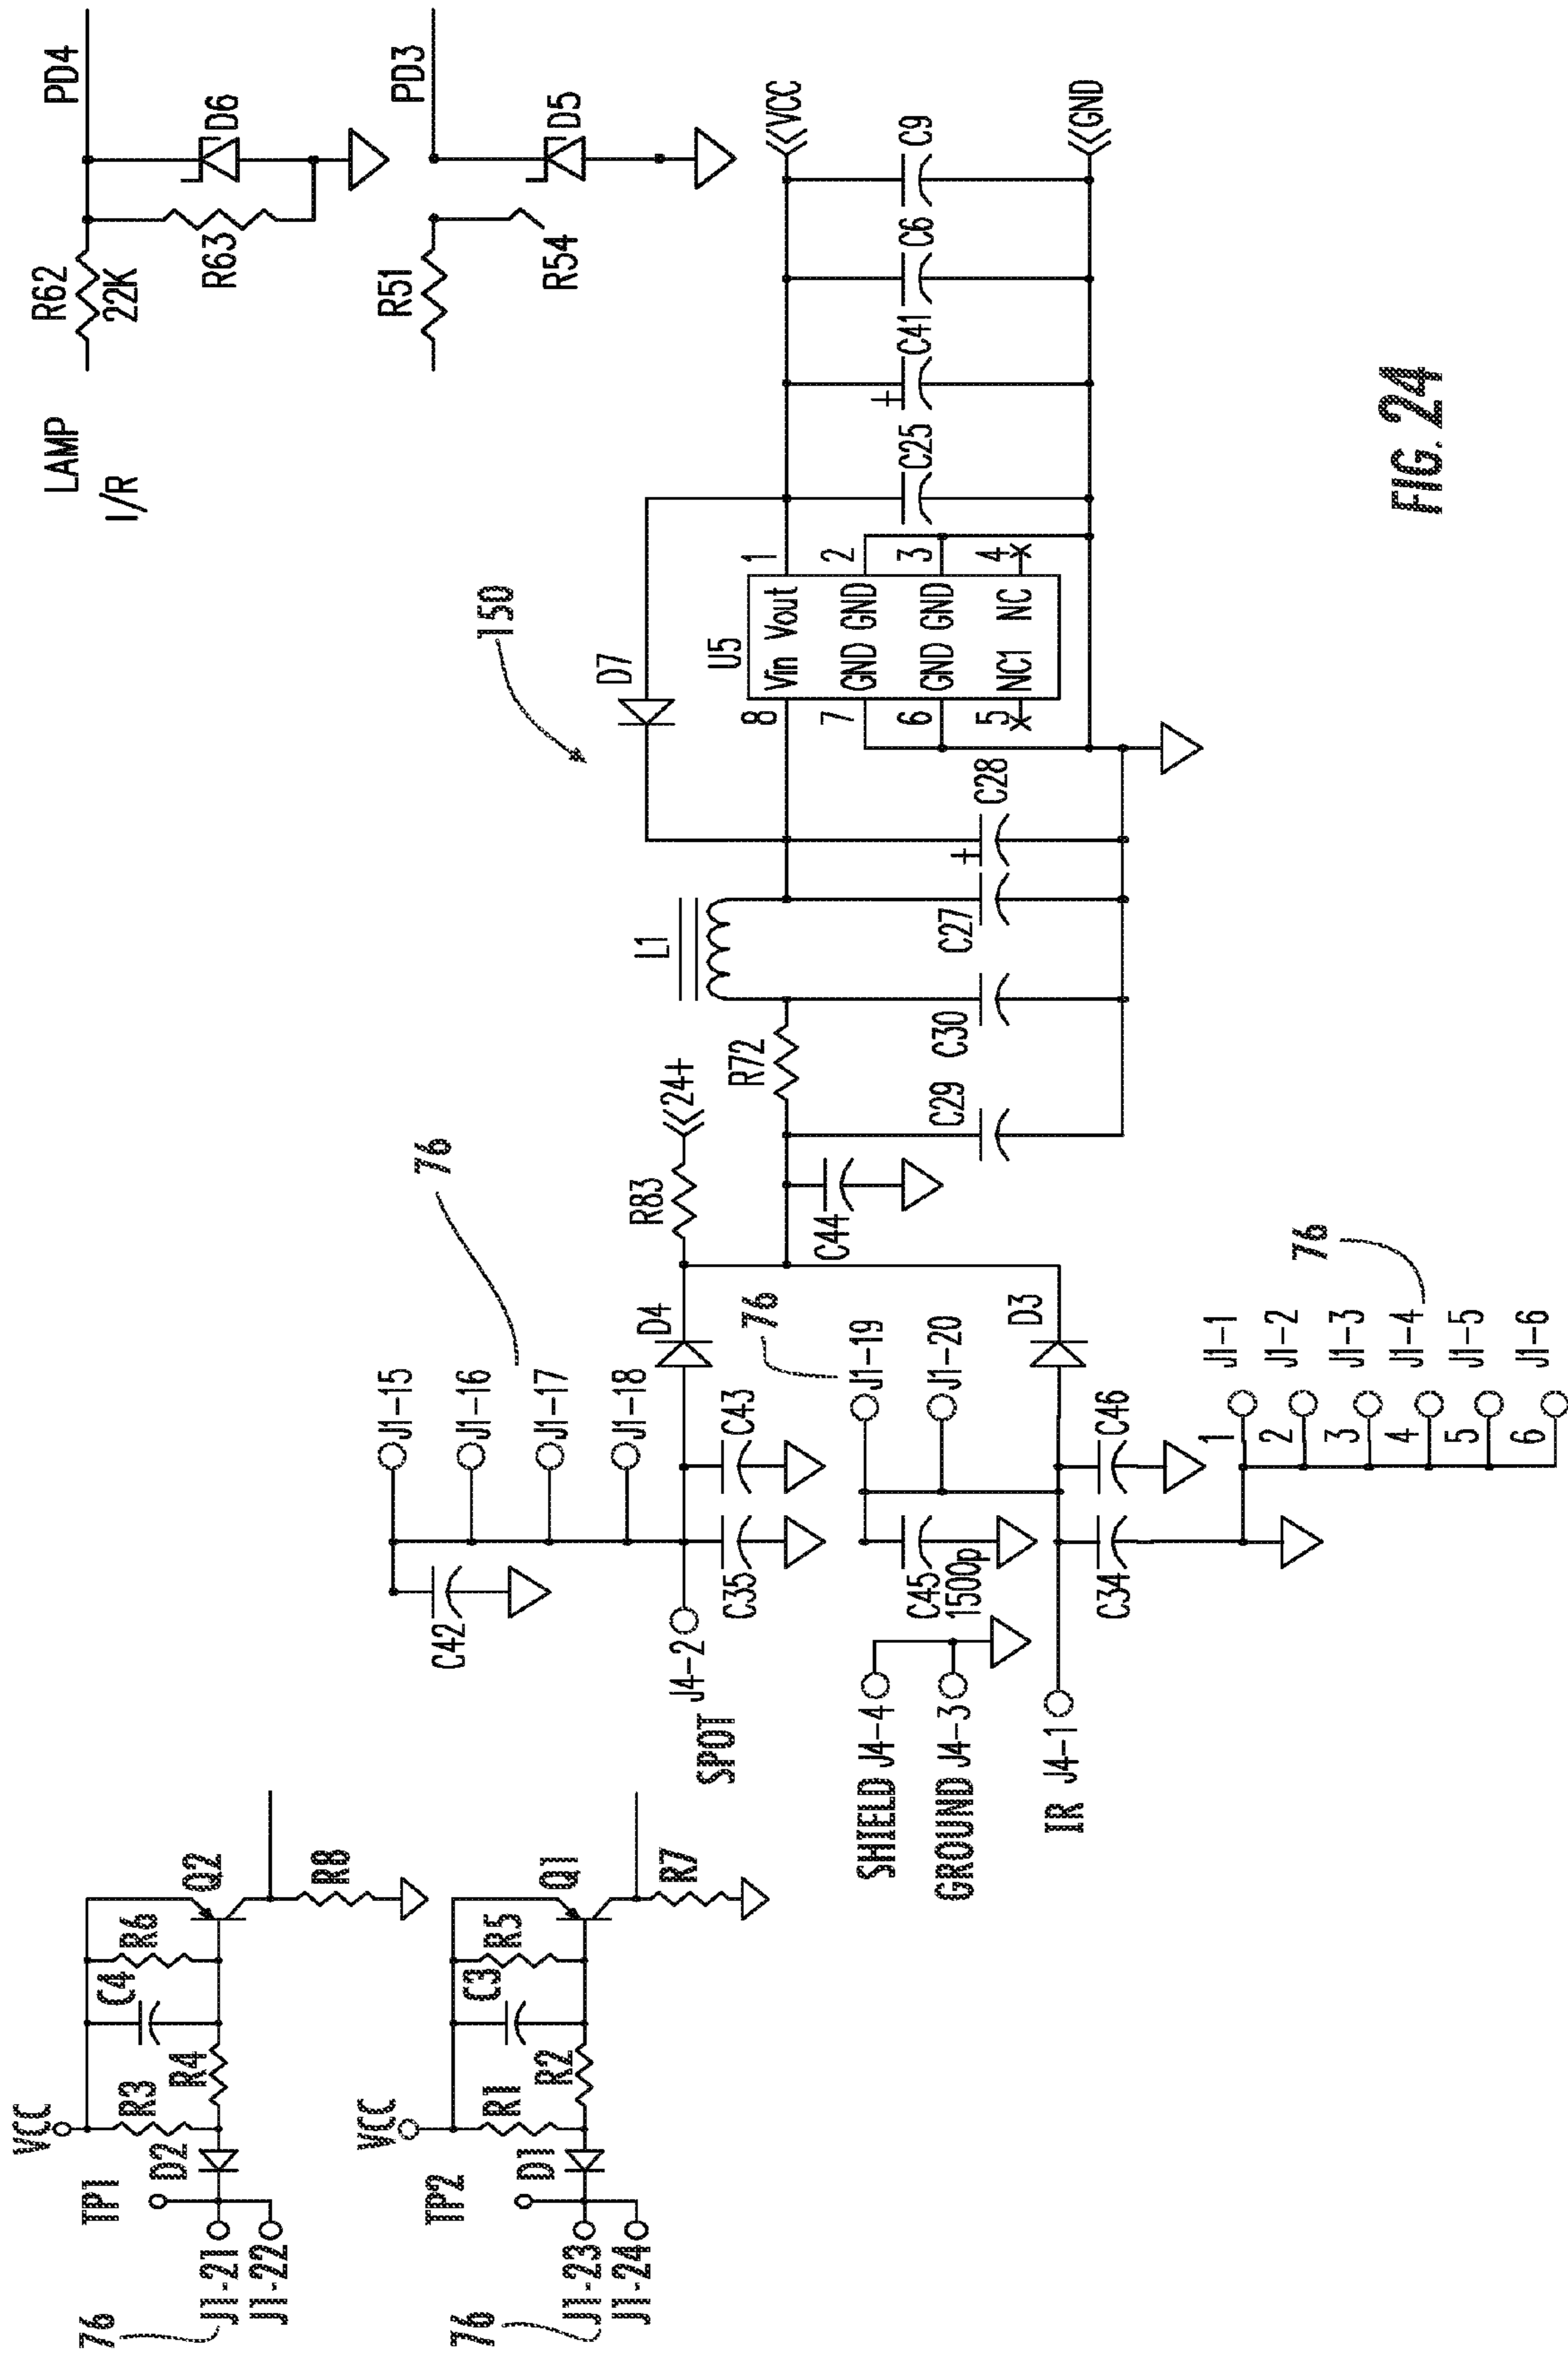 LAMP
I/R
R62
22K
PD4
R63
D6
R51
PD3
R54
D5
VCC
TP1
D2
R3
R4
C4
R6
Q2
R8
J1-21
J1-22
76
VCC
TP2
D1
R1
R2
C3
R5
Q1
R7
J1-23
J1-24
76
C42
J1-15
J1-16
J1-17
J1-18
76
J4-2
SPOT
C35
C43
D4
R83
24+
SHIELD J4-4
GROUND J4-3
C45
1500p
J1-19
J1-20
76
IR J4-1
C34
C46
D3
1 J1-1
2 J1-2
3 J1-3
4 J1-4
5 J1-5
6 J1-6
76
C44
R72
C29
C30
L1
C27
C28
D7
150
U5
8 Vin Vout 1
7 GND GND 2
6 GND GND 3
5 NC1 NC 4
C25
C41
C6
C9
+
+
VCC
GND
FIG. 24